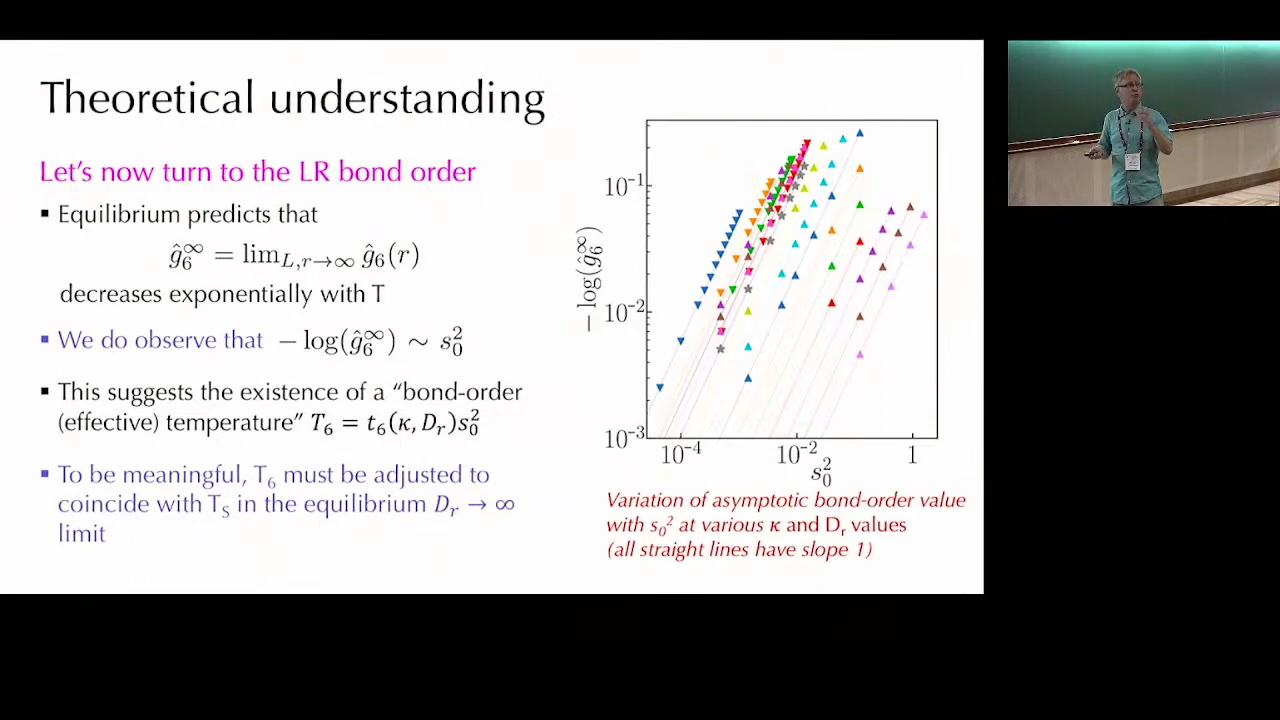 Theoretical understanding
Let's now turn to the LR bond order
▪ Equilibrium predicts that
ĝ₆^∞ = lim_{L,r→∞} ĝ₆(r)
decreases exponentially with T
▪ We do observe that − log(ĝ₆^∞) ∼ s₀²
▪ This suggests the existence of a “bond-order
(effective) temperature” T₆ = t₆(κ, Dᵣ)s₀²
▪ To be meaningful, T₆ must be adjusted to
coincide with T_S in the equilibrium Dᵣ → ∞
limit
− log(ĝ₆^∞)
10⁻¹
10⁻²
10⁻³
10⁻⁴ 10⁻² 1
s₀²
Variation of asymptotic bond-order value
with s₀² at various κ and Dᵣ values
(all straight lines have slope 1)